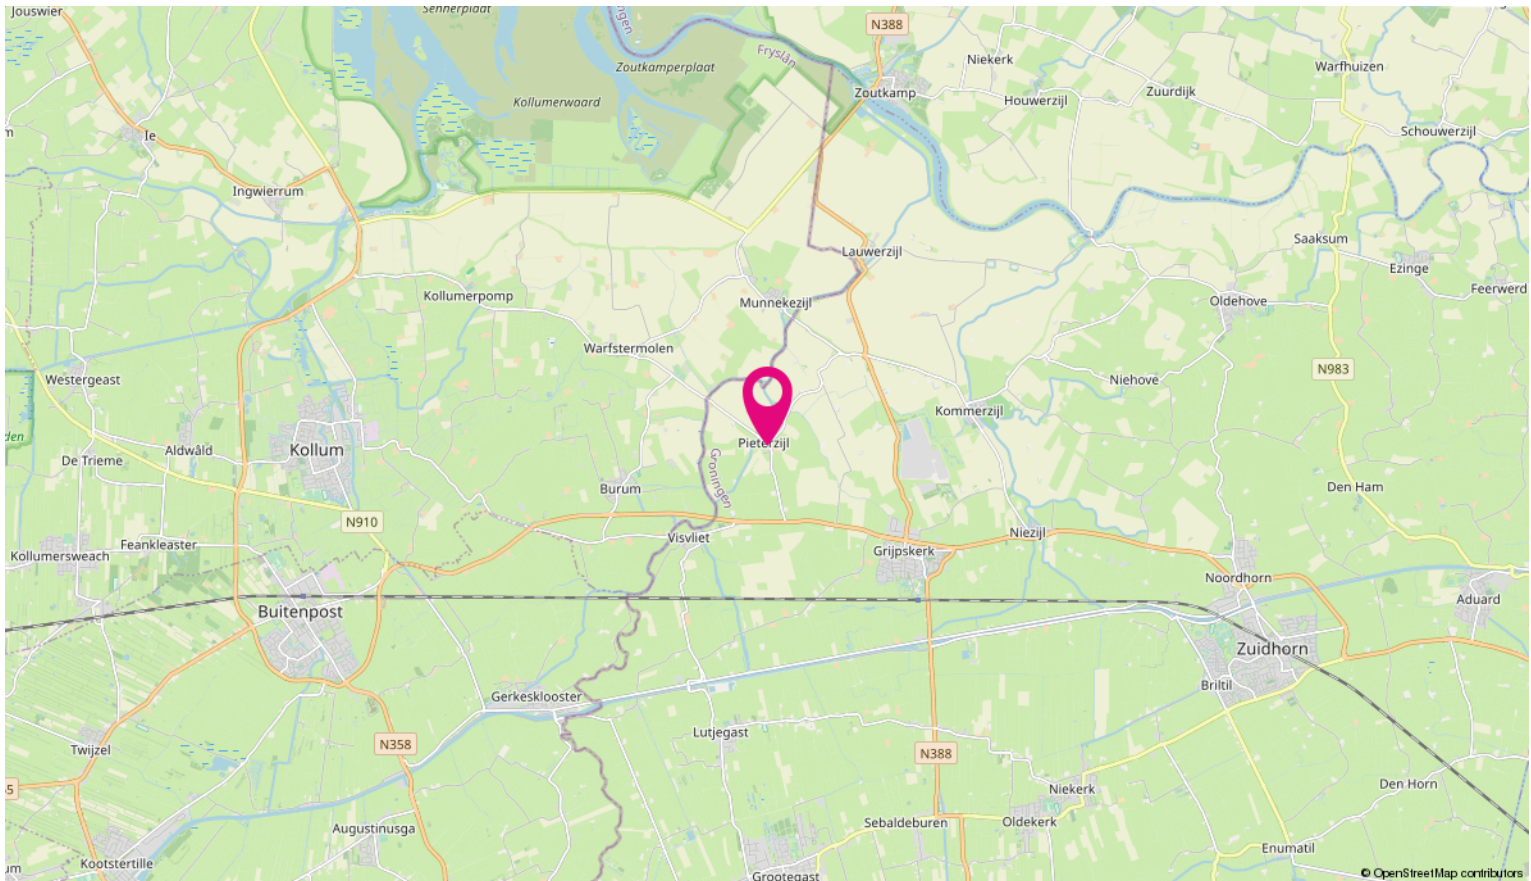 Jouswier
Sennerplaat
Fryslân
N388
Niekerk
Zoutkamperplaat
Warfhuizen
Zoutkamp
Houwerzijl
Zuurdijk
Kollumerwaard
Ie
Schouwerzijl
Ingwierrum
Saaksum
Lauwerzijl
Ezinge
Feerwerd
Kollumerpomp
Munnekezijl
Oldehove
Warfstermolen
N983
Westergeast
Niehove
Kommerzijl
Pieterzijl
Aldwâld
Kollum
De Trieme
Groningen
Burum
Den Ham
N910
Visvliet
Niezijl
Feankleaster
Kollumersweach
Grijpskerk
Noordhorn
Buitenpost
Aduard
Zuidhorn
Briltil
Gerkesklooster
Lutjegast
N358
Twijzel
N388
Den Horn
Niekerk
Sebaldeburen
Oldekerk
Augustinusga
Enumatil
Kootstertille
Grootegast
© OpenStreetMap contributors